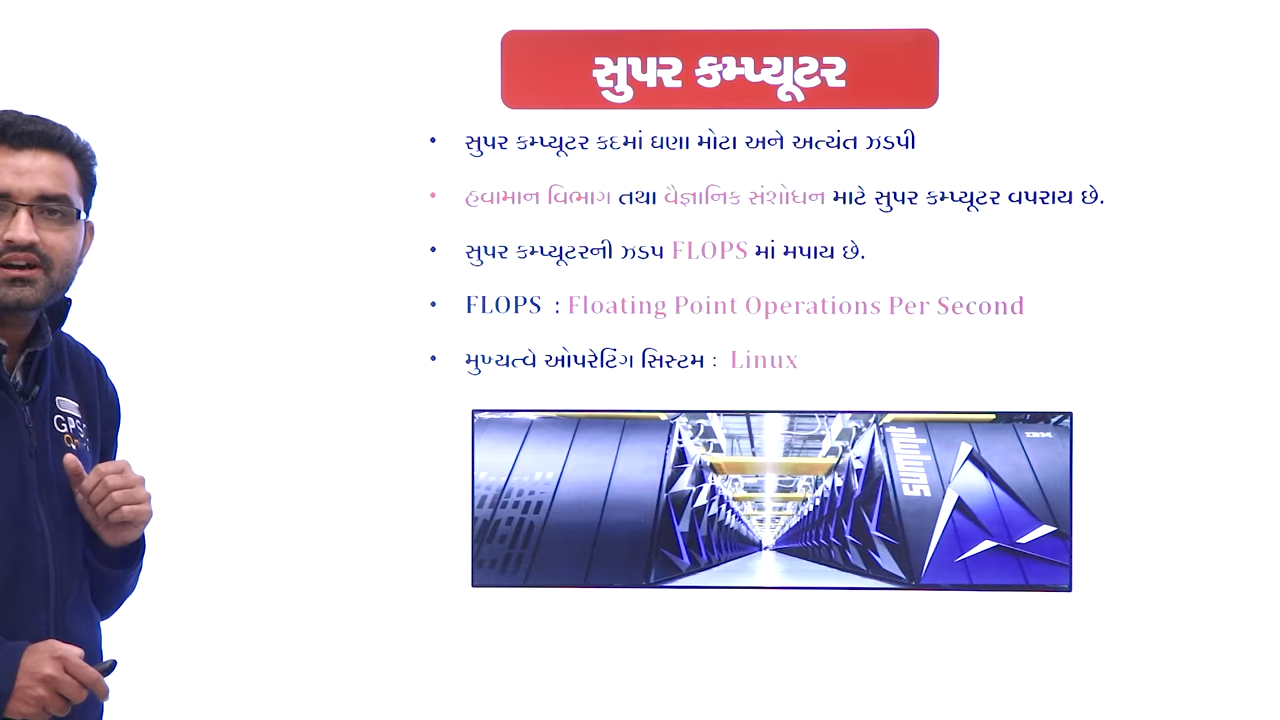 સુપર કમ્પ્યૂટર
• સુપર કમ્પ્યૂટર કદમાં ઘણા મોટા અને અત્યંત ઝડપી
• હવામાન વિભાગ તથા વૈજ્ઞાનિક સંશોધન માટે સુપર કમ્પ્યૂટર વપરાય છે.
• સુપર કમ્પ્યૂટરની ઝડપ FLOPS માં મપાય છે.
• FLOPS : Floating Point Operations Per Second
• મુખ્યત્વે ઓપરેટિંગ સિસ્ટમ : Linux
IBM